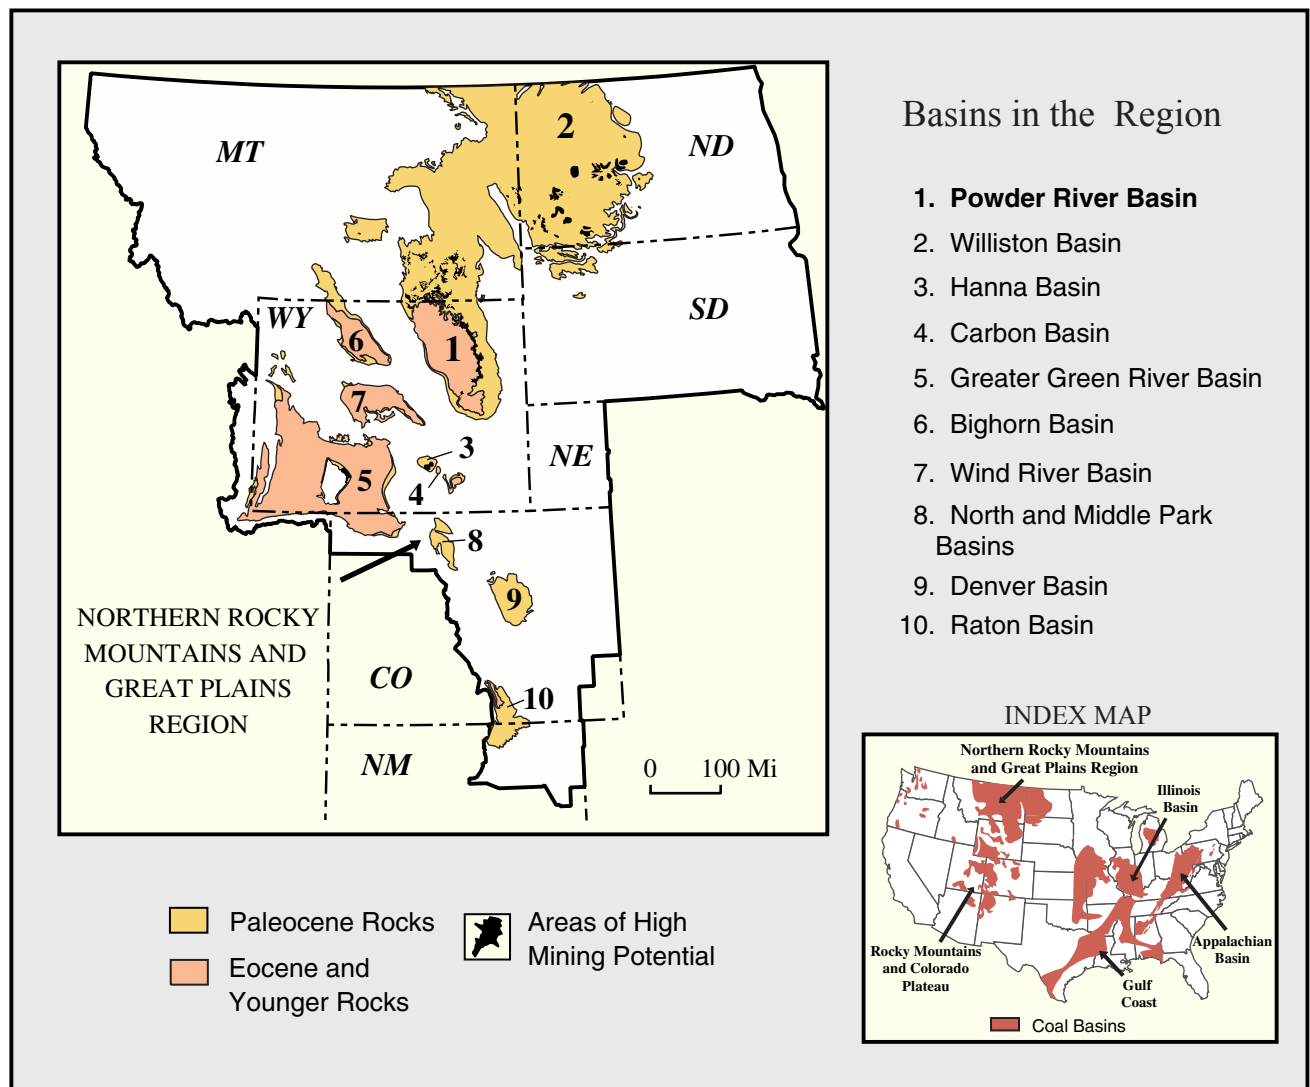 MT
ND
SD
WY
NE
CO
NM
1
2
3
4
5
6
7
8
9
10
NORTHERN ROCKY
MOUNTAINS AND
GREAT PLAINS
REGION
0 100 Mi
Basins in the Region
1. Powder River Basin
2. Williston Basin
3. Hanna Basin
4. Carbon Basin
5. Greater Green River Basin
6. Bighorn Basin
7. Wind River Basin
8. North and Middle Park
Basins
9. Denver Basin
10. Raton Basin
Paleocene Rocks
Eocene and
Younger Rocks
Areas of High
Mining Potential
INDEX MAP
Northern Rocky Mountains
and Great Plains Region
Illinois
Basin
Rocky Mountains
and Colorado
Plateau
Appalachian
Basin
Gulf
Coast
Coal Basins